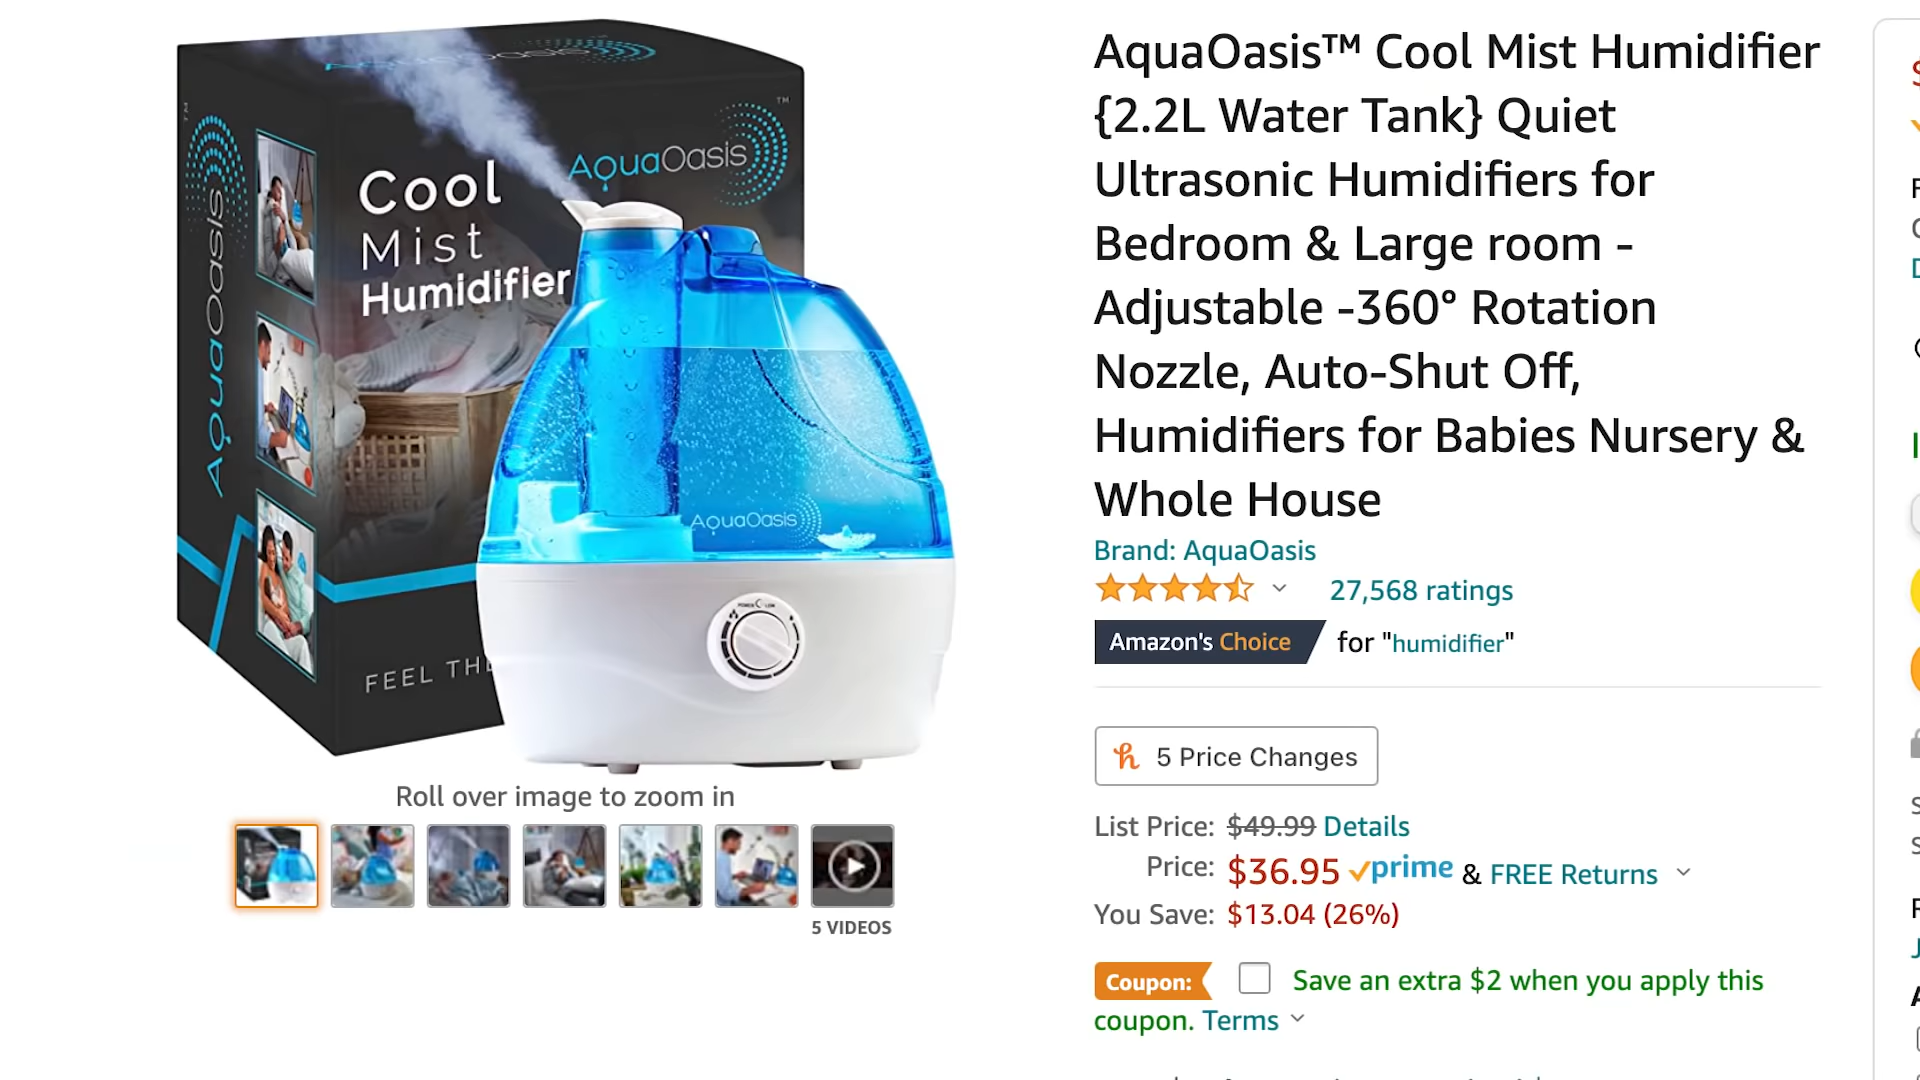 AquaOasis
AquaOasis™
AquaOasis
Cool
Mist
Humidifier
FEEL THE
AquaOasis
POWER LOW
Roll over image to zoom in
5 VIDEOS
AquaOasis™ Cool Mist Humidifier
{2.2L Water Tank} Quiet
Ultrasonic Humidifiers for
Bedroom & Large room -
Adjustable -360° Rotation
Nozzle, Auto-Shut Off,
Humidifiers for Babies Nursery &
Whole House
Brand: AquaOasis
27,568 ratings
Amazon's Choice for "humidifier"
5 Price Changes
List Price: $49.99 Details
Price: $36.95 prime & FREE Returns
You Save: $13.04 (26%)
Coupon: Save an extra $2 when you apply this
coupon. Terms